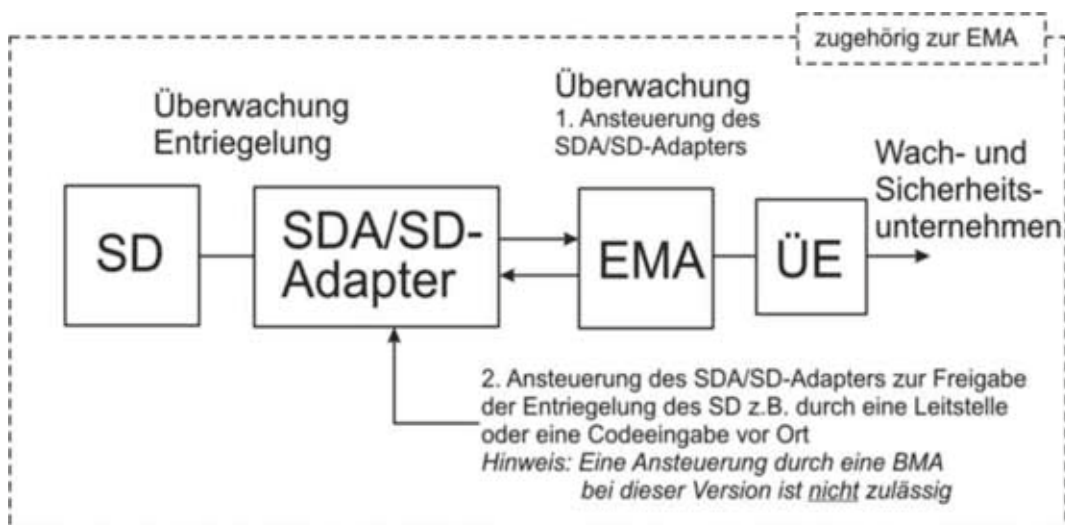 zugehörig zur EMA
Überwachung
Entriegelung
Überwachung
1. Ansteuerung des
SDA/SD-Adapters
Wach- und
Sicherheits-
unternehmen
SD
SDA/SD-
Adapter
EMA
ÜE
2. Ansteuerung des SDA/SD-Adapters zur Freigabe
der Entriegelung des SD z.B. durch eine Leitstelle
oder eine Codeeingabe vor Ort
Hinweis: Eine Ansteuerung durch eine BMA
bei dieser Version ist nicht zulässig